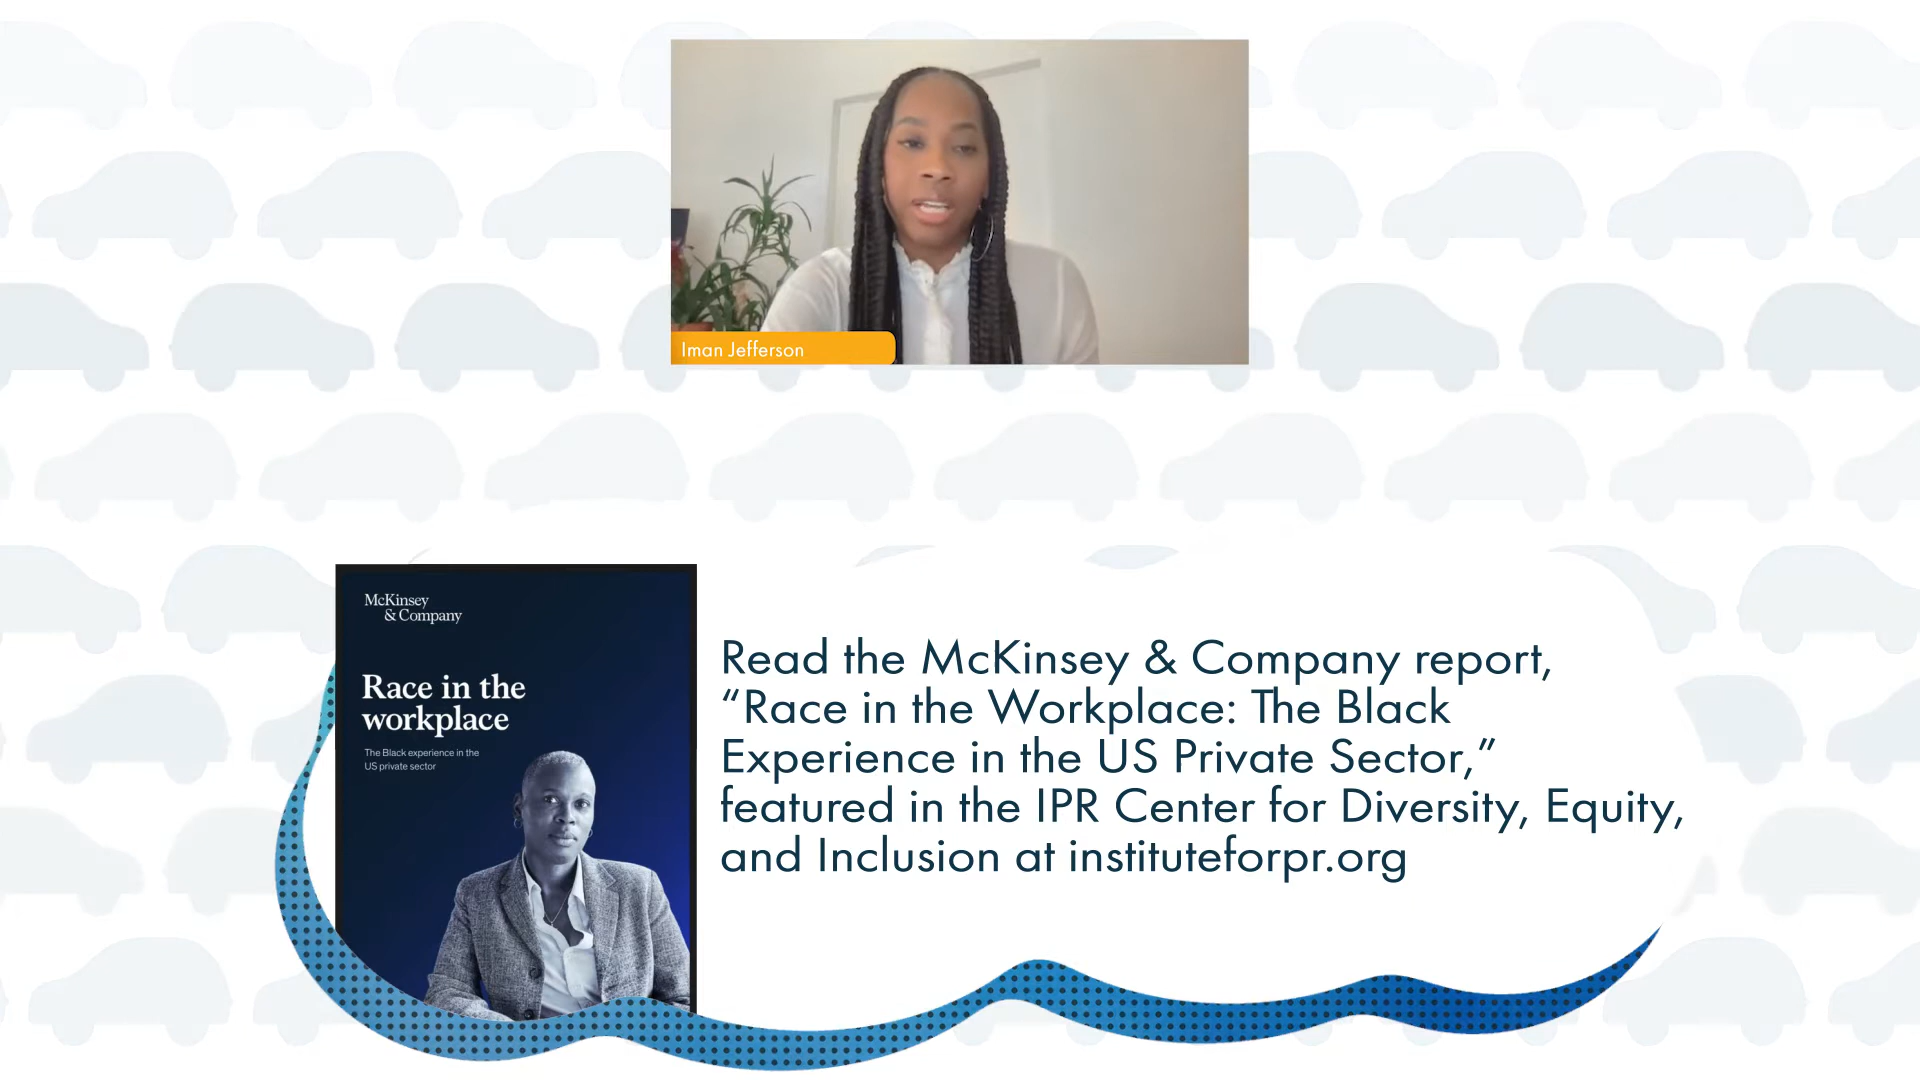 Iman Jefferson
McKinsey
& Company
Race in the
workplace
The Black experience in the
US private sector
Read the McKinsey & Company report,
“Race in the Workplace: The Black
Experience in the US Private Sector,”
featured in the IPR Center for Diversity, Equity,
and Inclusion at instituteforpr.org